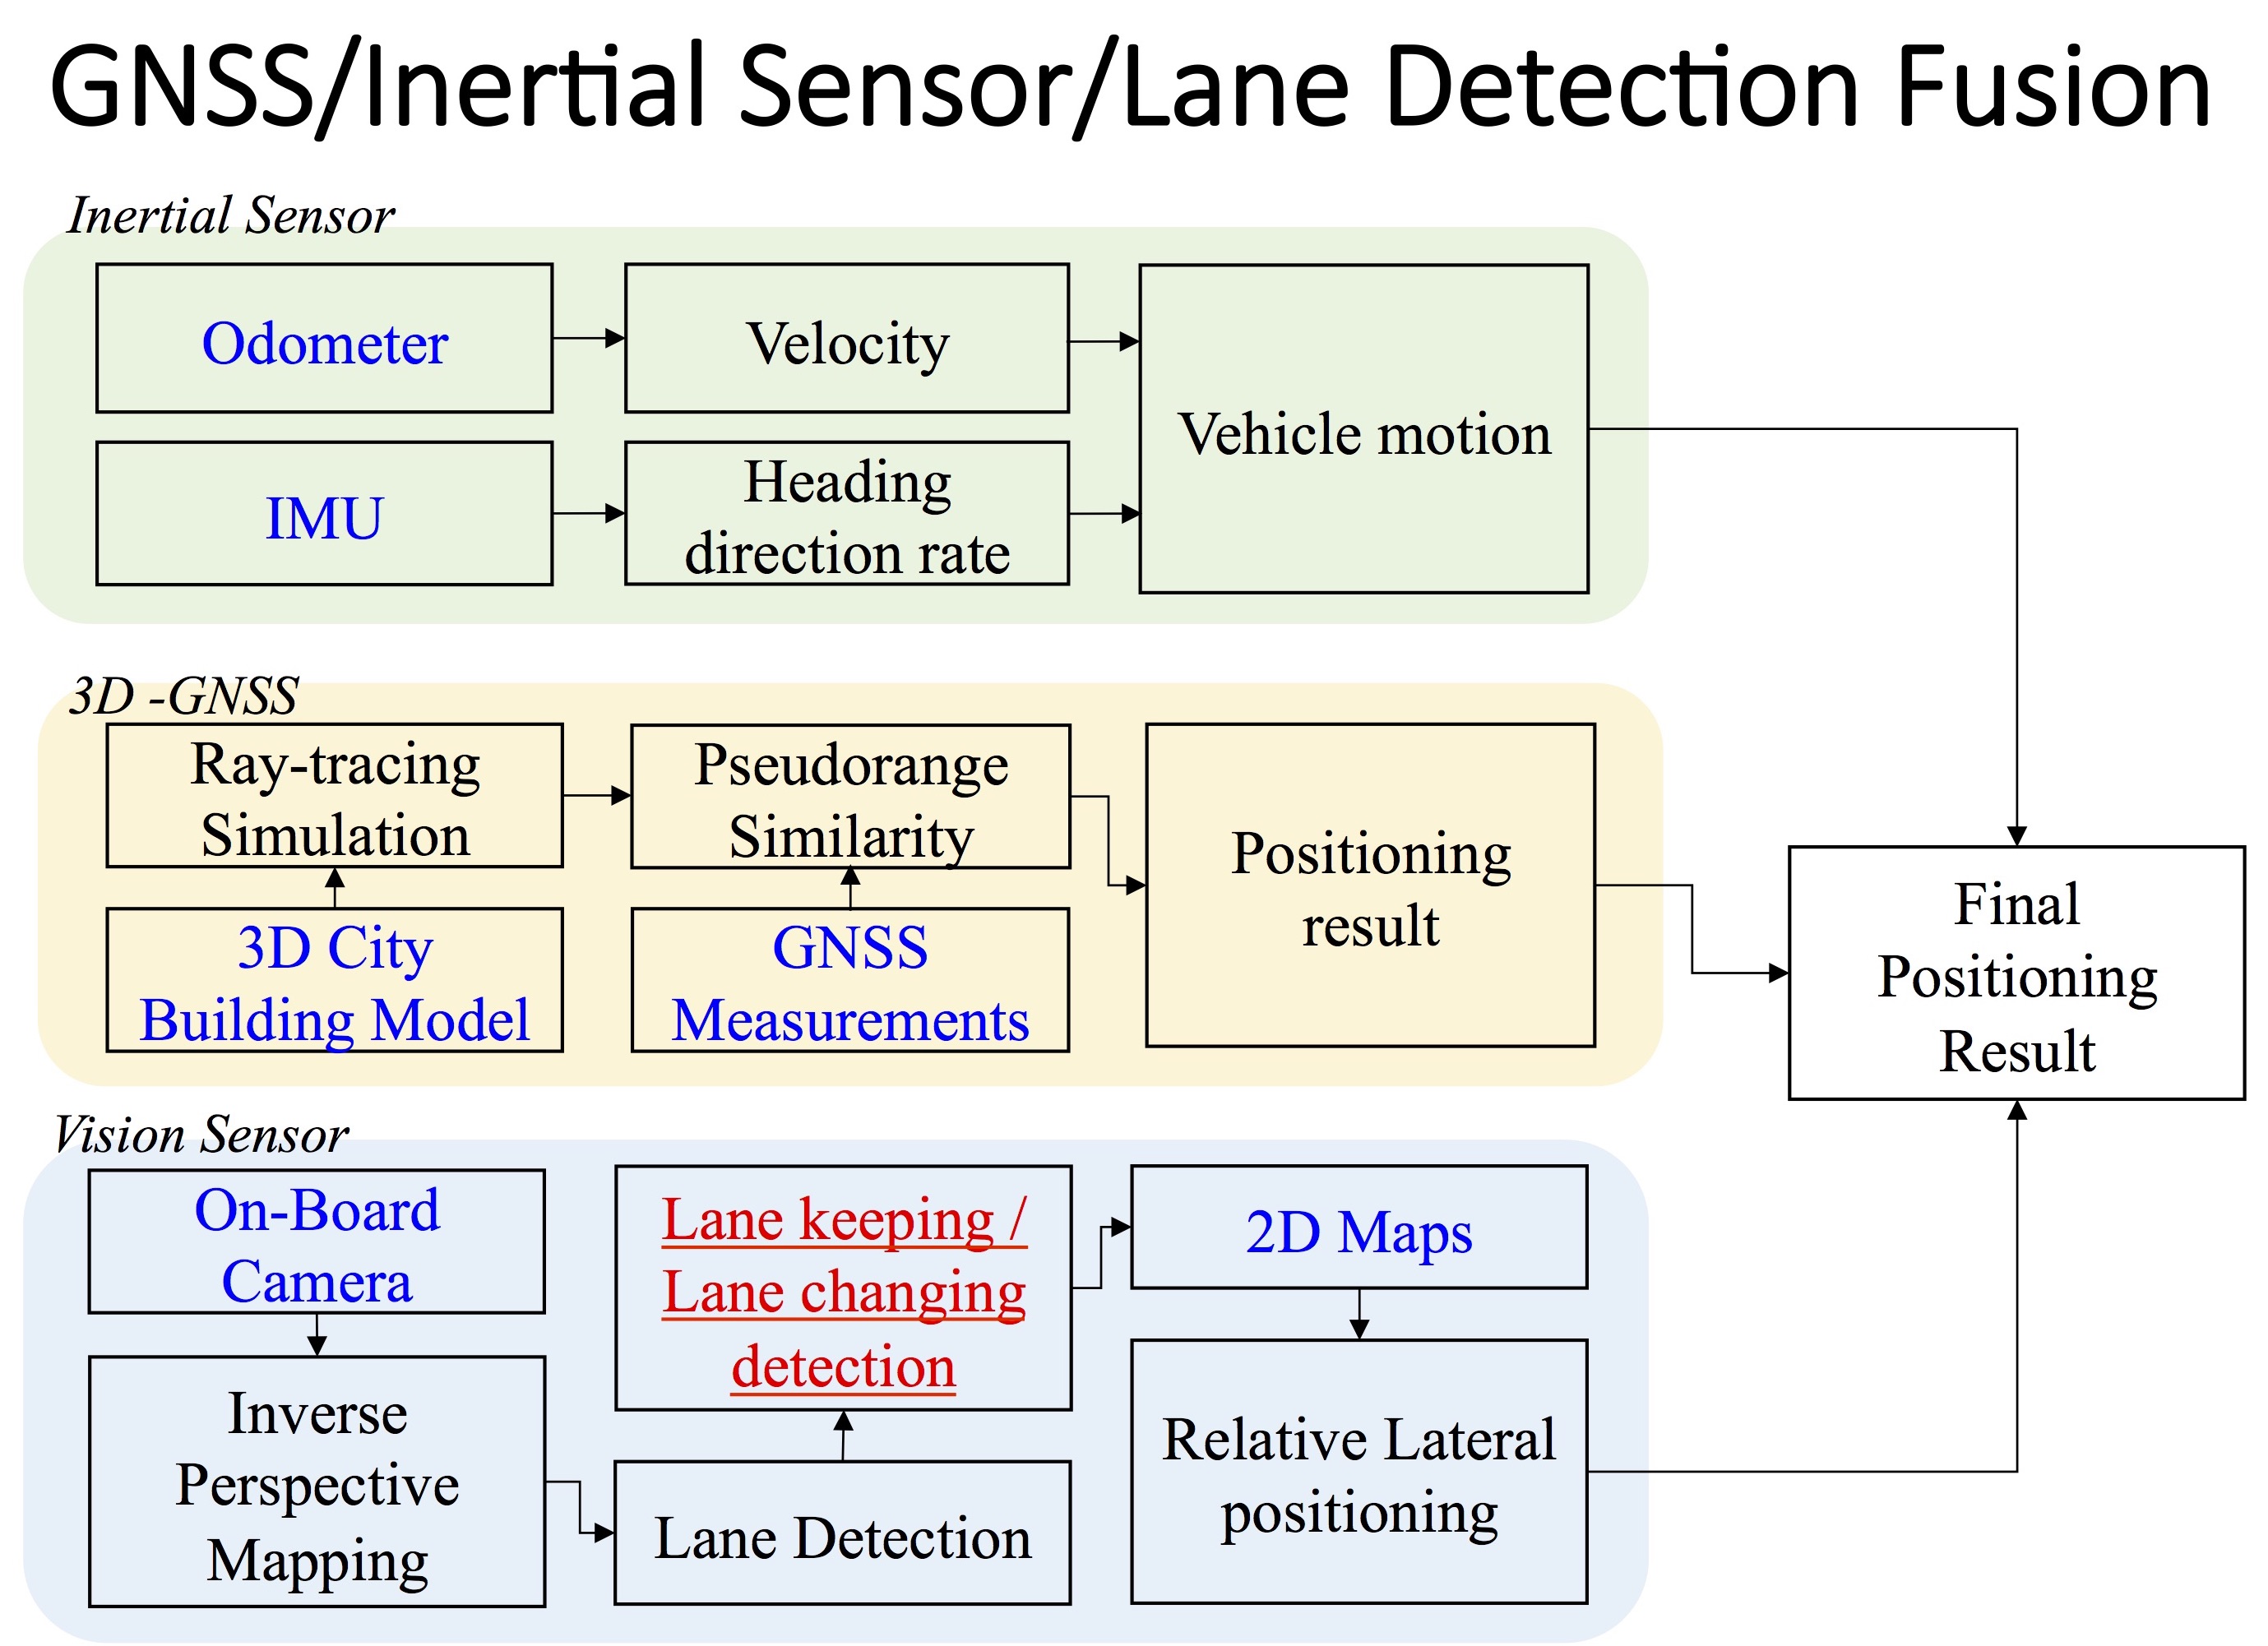 GNSS/Inertial Sensor/Lane Detection Fusion
Inertial Sensor
Odometer
Velocity
Vehicle motion
IMU
Heading
direction rate
3D -GNSS
Ray-tracing
Simulation
Pseudorange
Similarity
Positioning
result
3D City
Building Model
GNSS
Measurements
Final
Positioning
Result
Vision Sensor
On-Board
Camera
Inverse
Perspective
Mapping
Lane keeping /
Lane changing
detection
Lane Detection
2D Maps
Relative Lateral
positioning